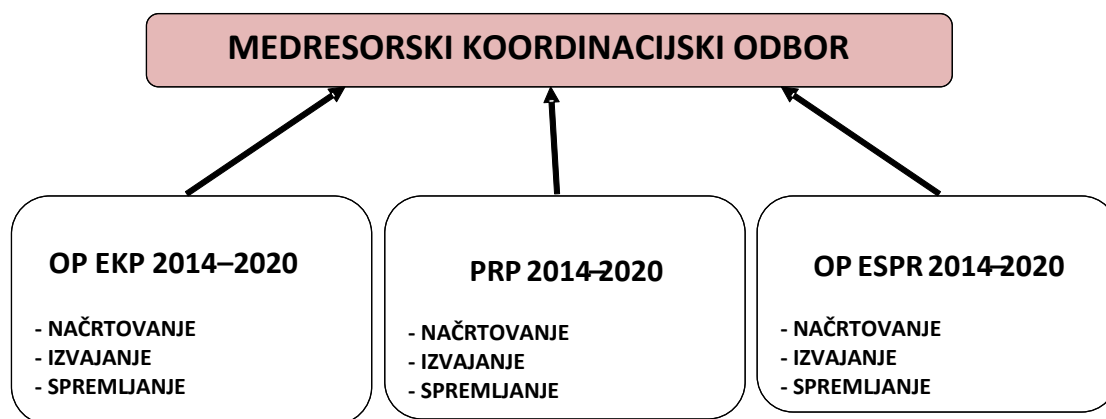 MEDRESORSKI KOORDINACIJSKI ODBOR
OP EKP 2014–2020
- NAČRTOVANJE
- IZVAJANJE
- SPREMLJANJE
PRP 2014–2020
- NAČRTOVANJE
- IZVAJANJE
- SPREMLJANJE
OP ESPR 2014–2020
- NAČRTOVANJE
- IZVAJANJE
- SPREMLJANJE